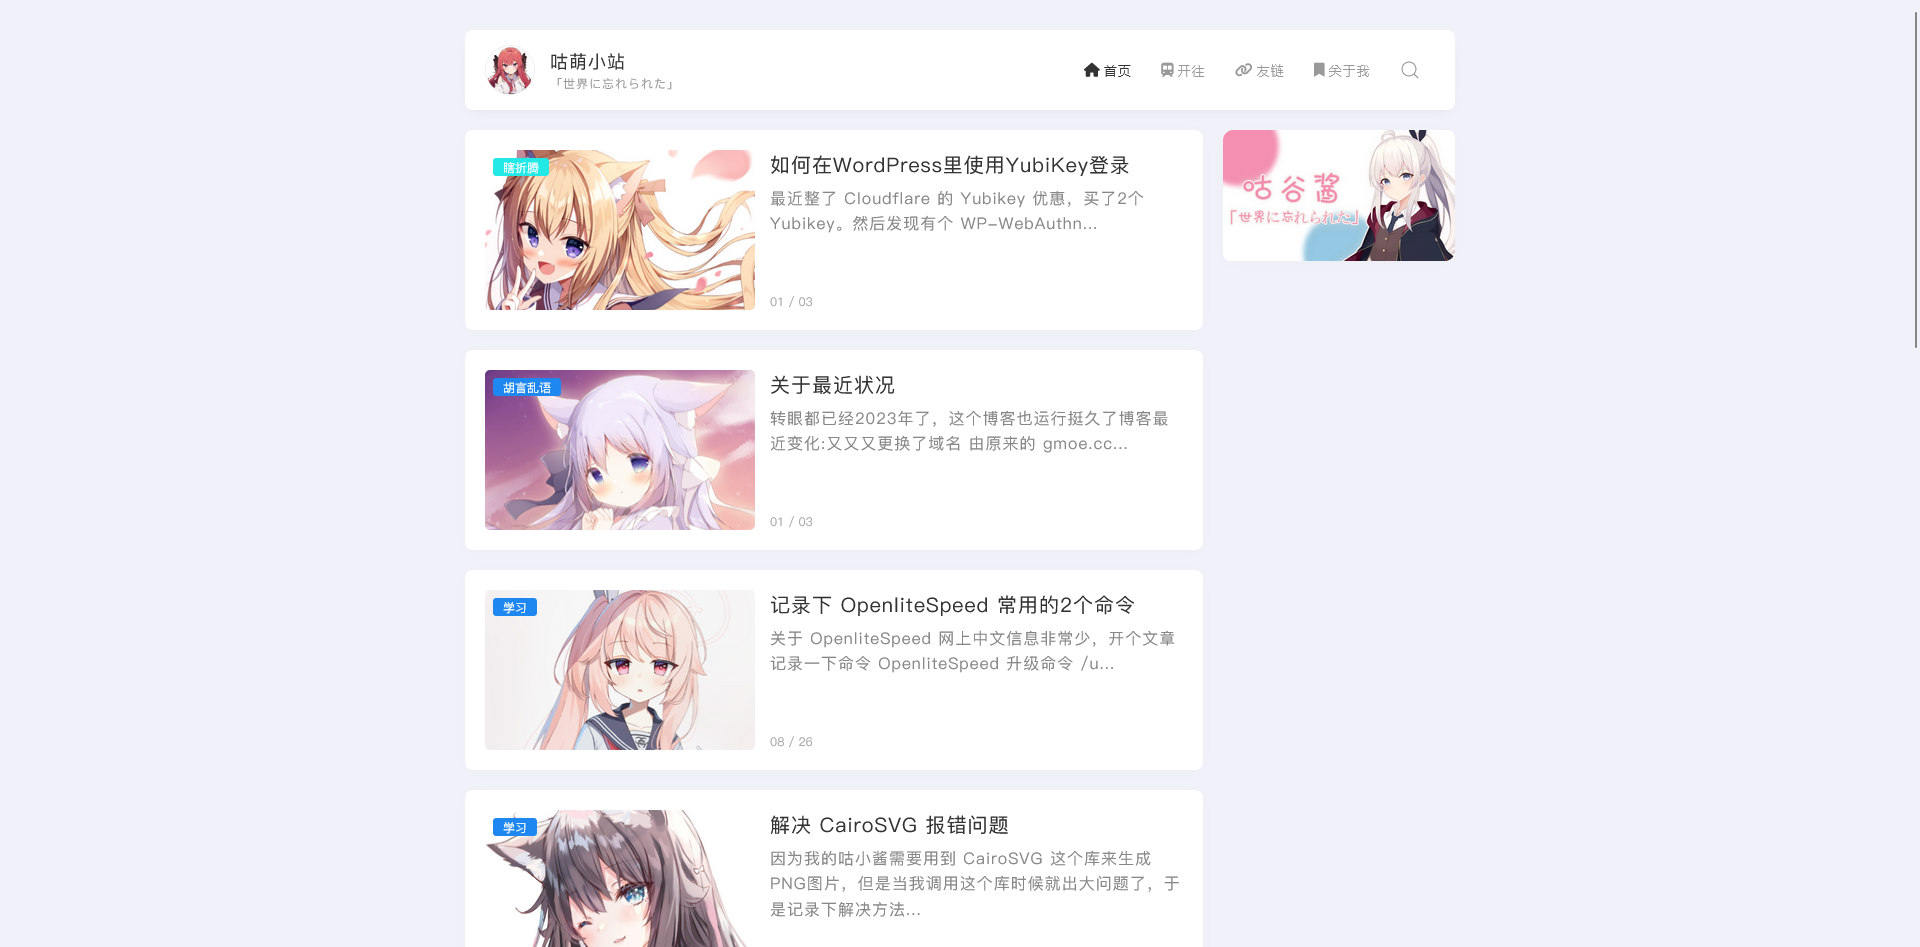 咕萌小站
「世界に忘れられた」
首页
开往
友链
关于我
瞎折腾
如何在WordPress里使用YubiKey登录
最近整了 Cloudflare 的 Yubikey 优惠，买了2个
Yubikey。然后发现有个 WP-WebAuthn...
01 / 03
咕谷酱
「世界に忘れられた」
胡言乱语
关于最近状况
转眼都已经2023年了，这个博客也运行挺久了博客最
近变化:又又又更换了域名 由原来的 gmoe.cc...
01 / 03
学习
记录下 OpenliteSpeed 常用的2个命令
关于 OpenliteSpeed 网上中文信息非常少，开个文章
记录一下命令 OpenliteSpeed 升级命令 /u...
08 / 26
学习
解决 CairoSVG 报错问题
因为我的咕小酱需要用到 CairoSVG 这个库来生成
PNG图片，但是当我调用这个库时候就出大问题了，于
是记录下解决方法...